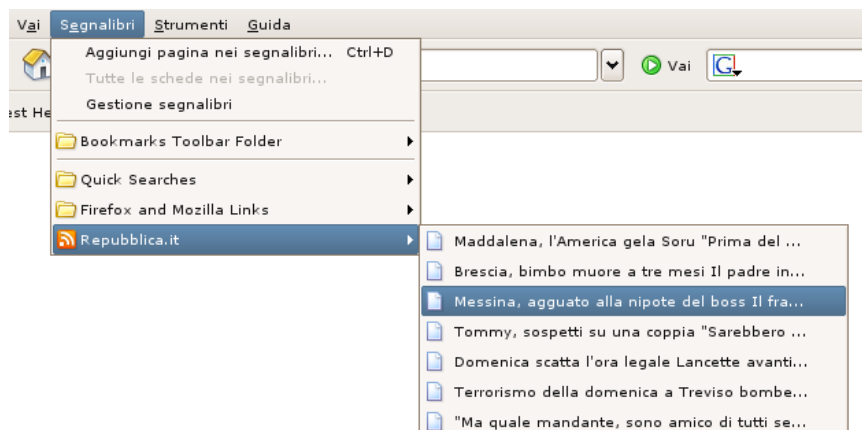 Vai Segnalibri Strumenti Guida
Aggiungi pagina nei segnalibri... Ctrl+D
Tutte le schede nei segnalibri...
Vai G
Gestione segnalibri
est He
Bookmarks Toolbar Folder
Quick Searches
Firefox and Mozilla Links
Repubblica.it
Maddalena, l'America gela Soru "Prima del ...
Brescia, bimbo muore a tre mesi Il padre in...
Messina, agguato alla nipote del boss Il fra...
Tommy, sospetti su una coppia "Sarebbero ...
Domenica scatta l'ora legale Lancette avanti...
Terrorismo della domenica a Treviso bombe...
"Ma quale mandante, sono amico di tutti se...